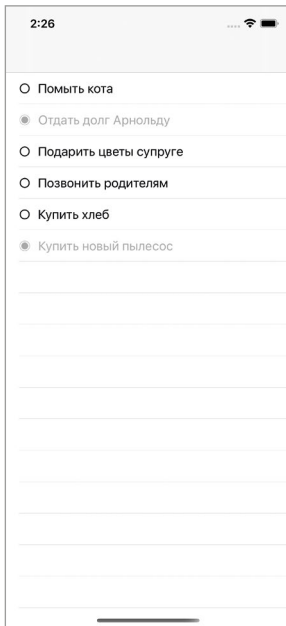 2:26
Помыть кота
Отдать долг Арнольду
Подарить цветы супруге
Позвонить родителям
Купить хлеб
Купить новый пылесос